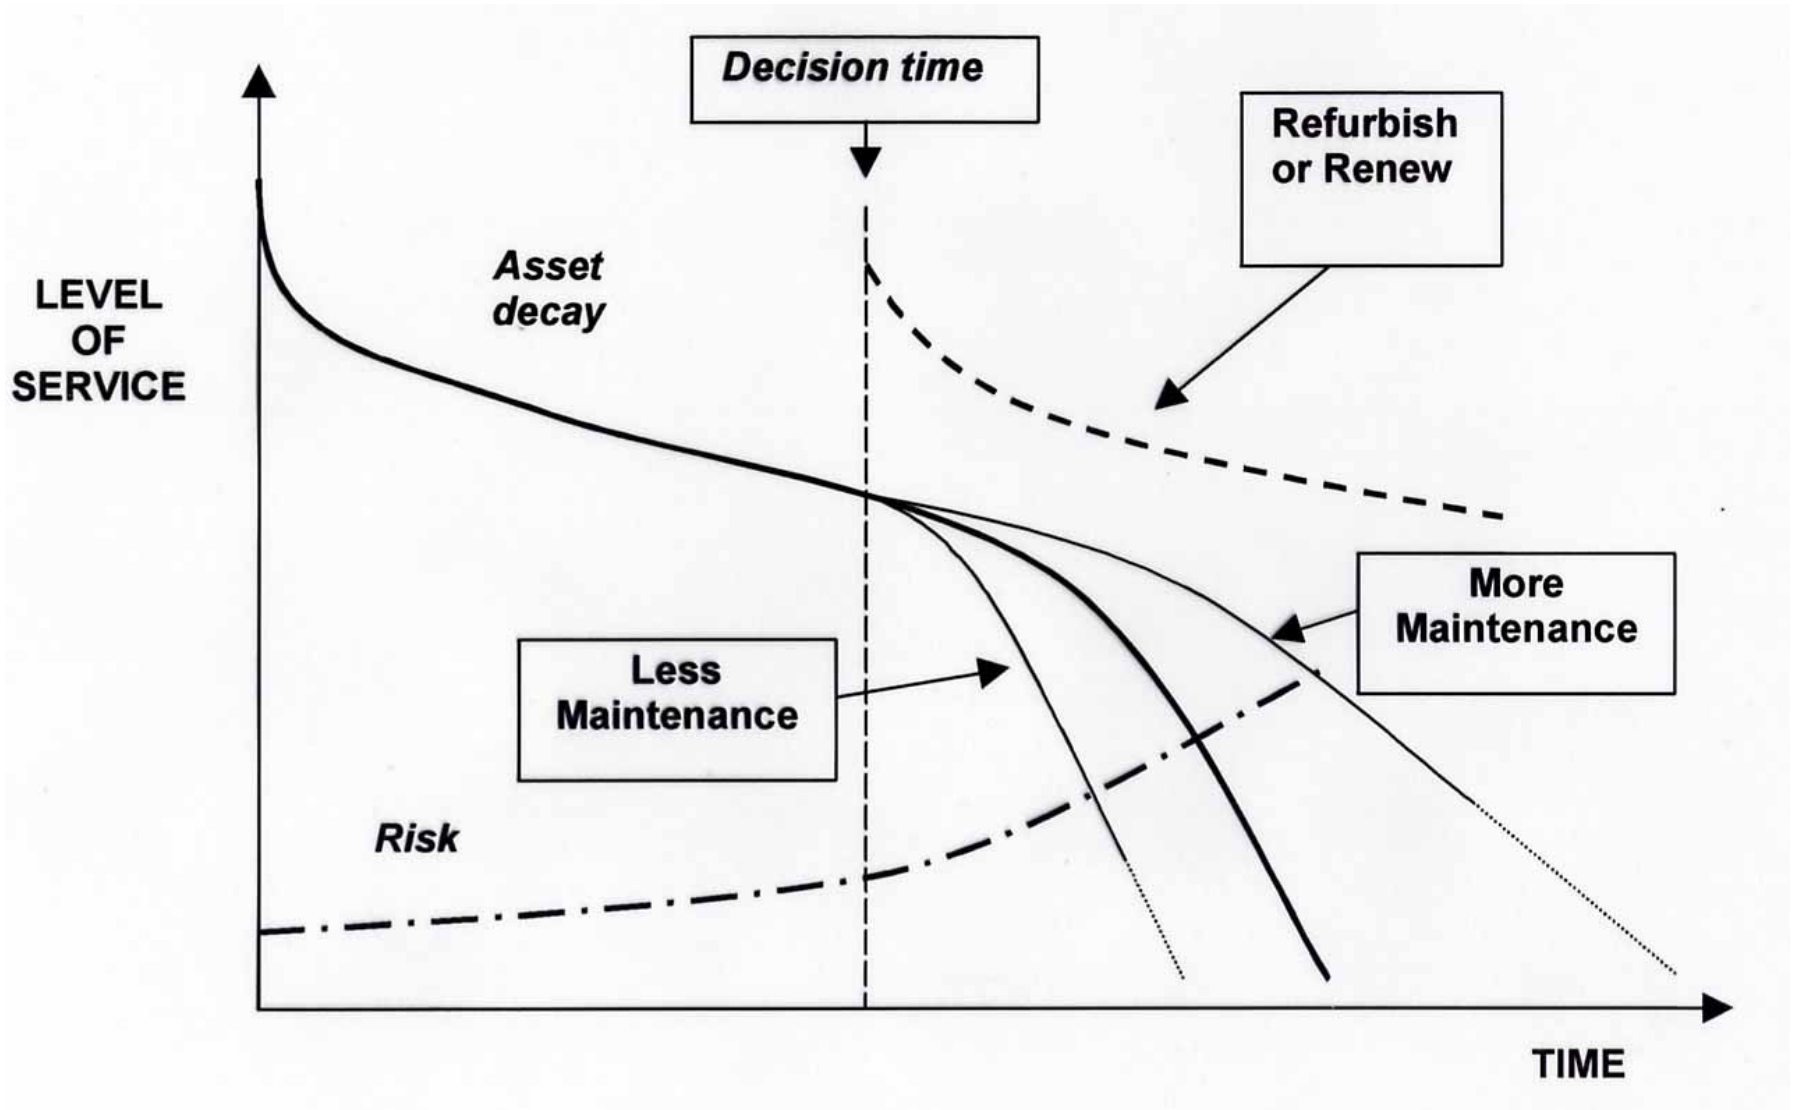 Decision time
Refurbish
or Renew
Asset
decay
LEVEL
OF
SERVICE
More
Maintenance
Less
Maintenance
Risk
TIME